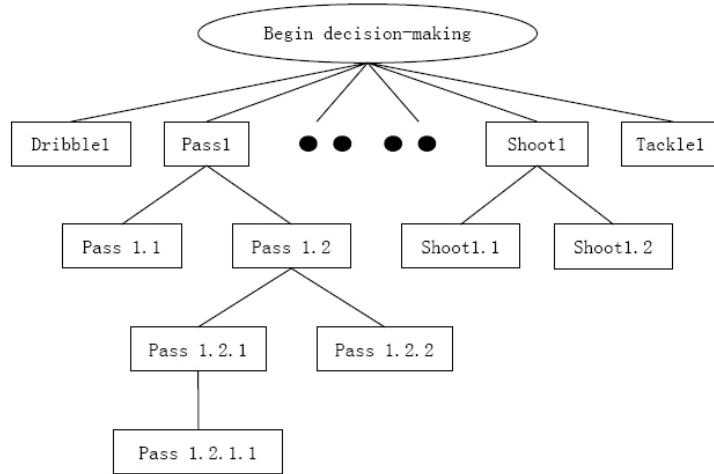 Begin decision-making
Dribble1
Pass1
Shoot1
Tackle1
Pass 1.1
Pass 1.2
Shoot1.1
Shoot1.2
Pass 1.2.1
Pass 1.2.2
Pass 1.2.1.1